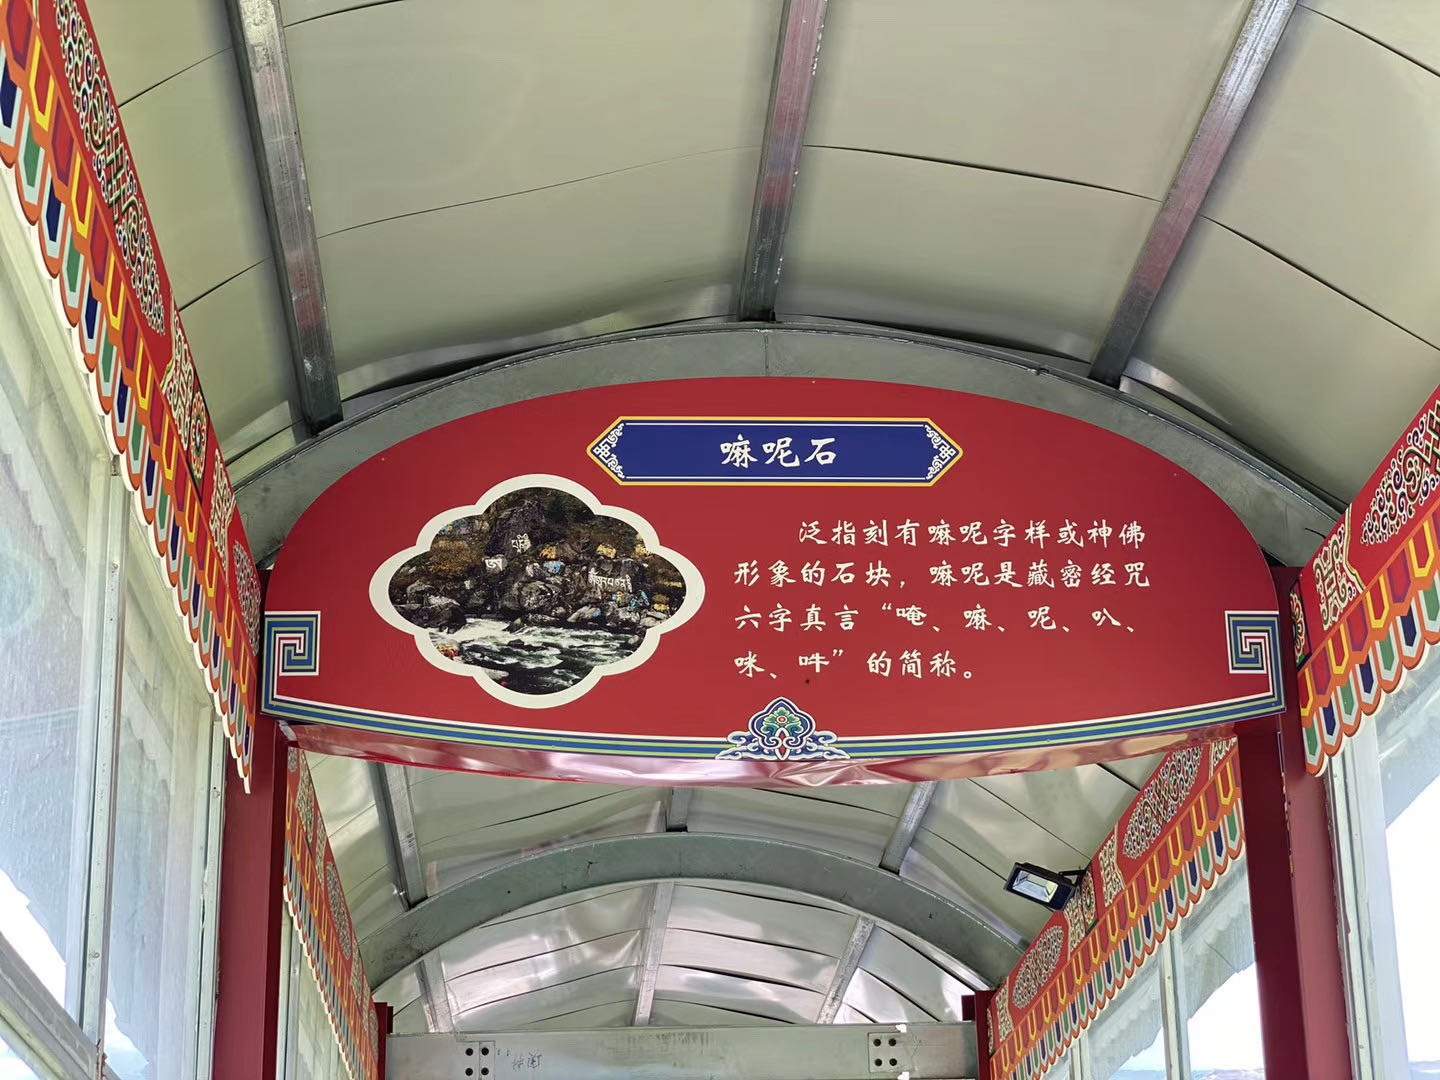 嘛呢石
泛指刻有嘛呢字样或神佛
形象的石块，嘛呢是藏密经咒
六字真言“唵、嘛、呢、叭、
咪、吽”的简称。